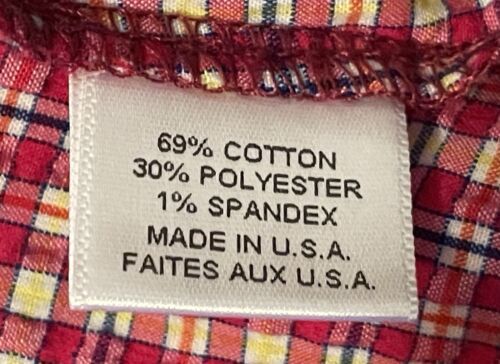 69% COTTON
30% POLYESTER
1% SPANDEX
MADE IN U.S.A.
FAITES AUX U.S.A.